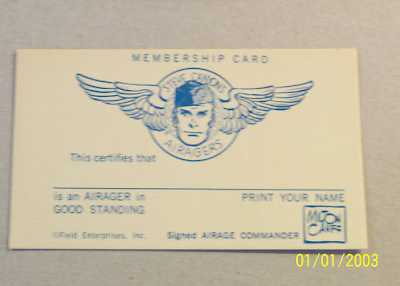 MEMBERSHIP CARD
STEVE CANYON'S
AIRAGERS
This certifies that
is an AIRAGER in
GOOD STANDING
PRINT YOUR NAME
©Field Enterprises, Inc.
Signed AIRAGE COMMANDER
MILTON
CANIFF
01/01/2003